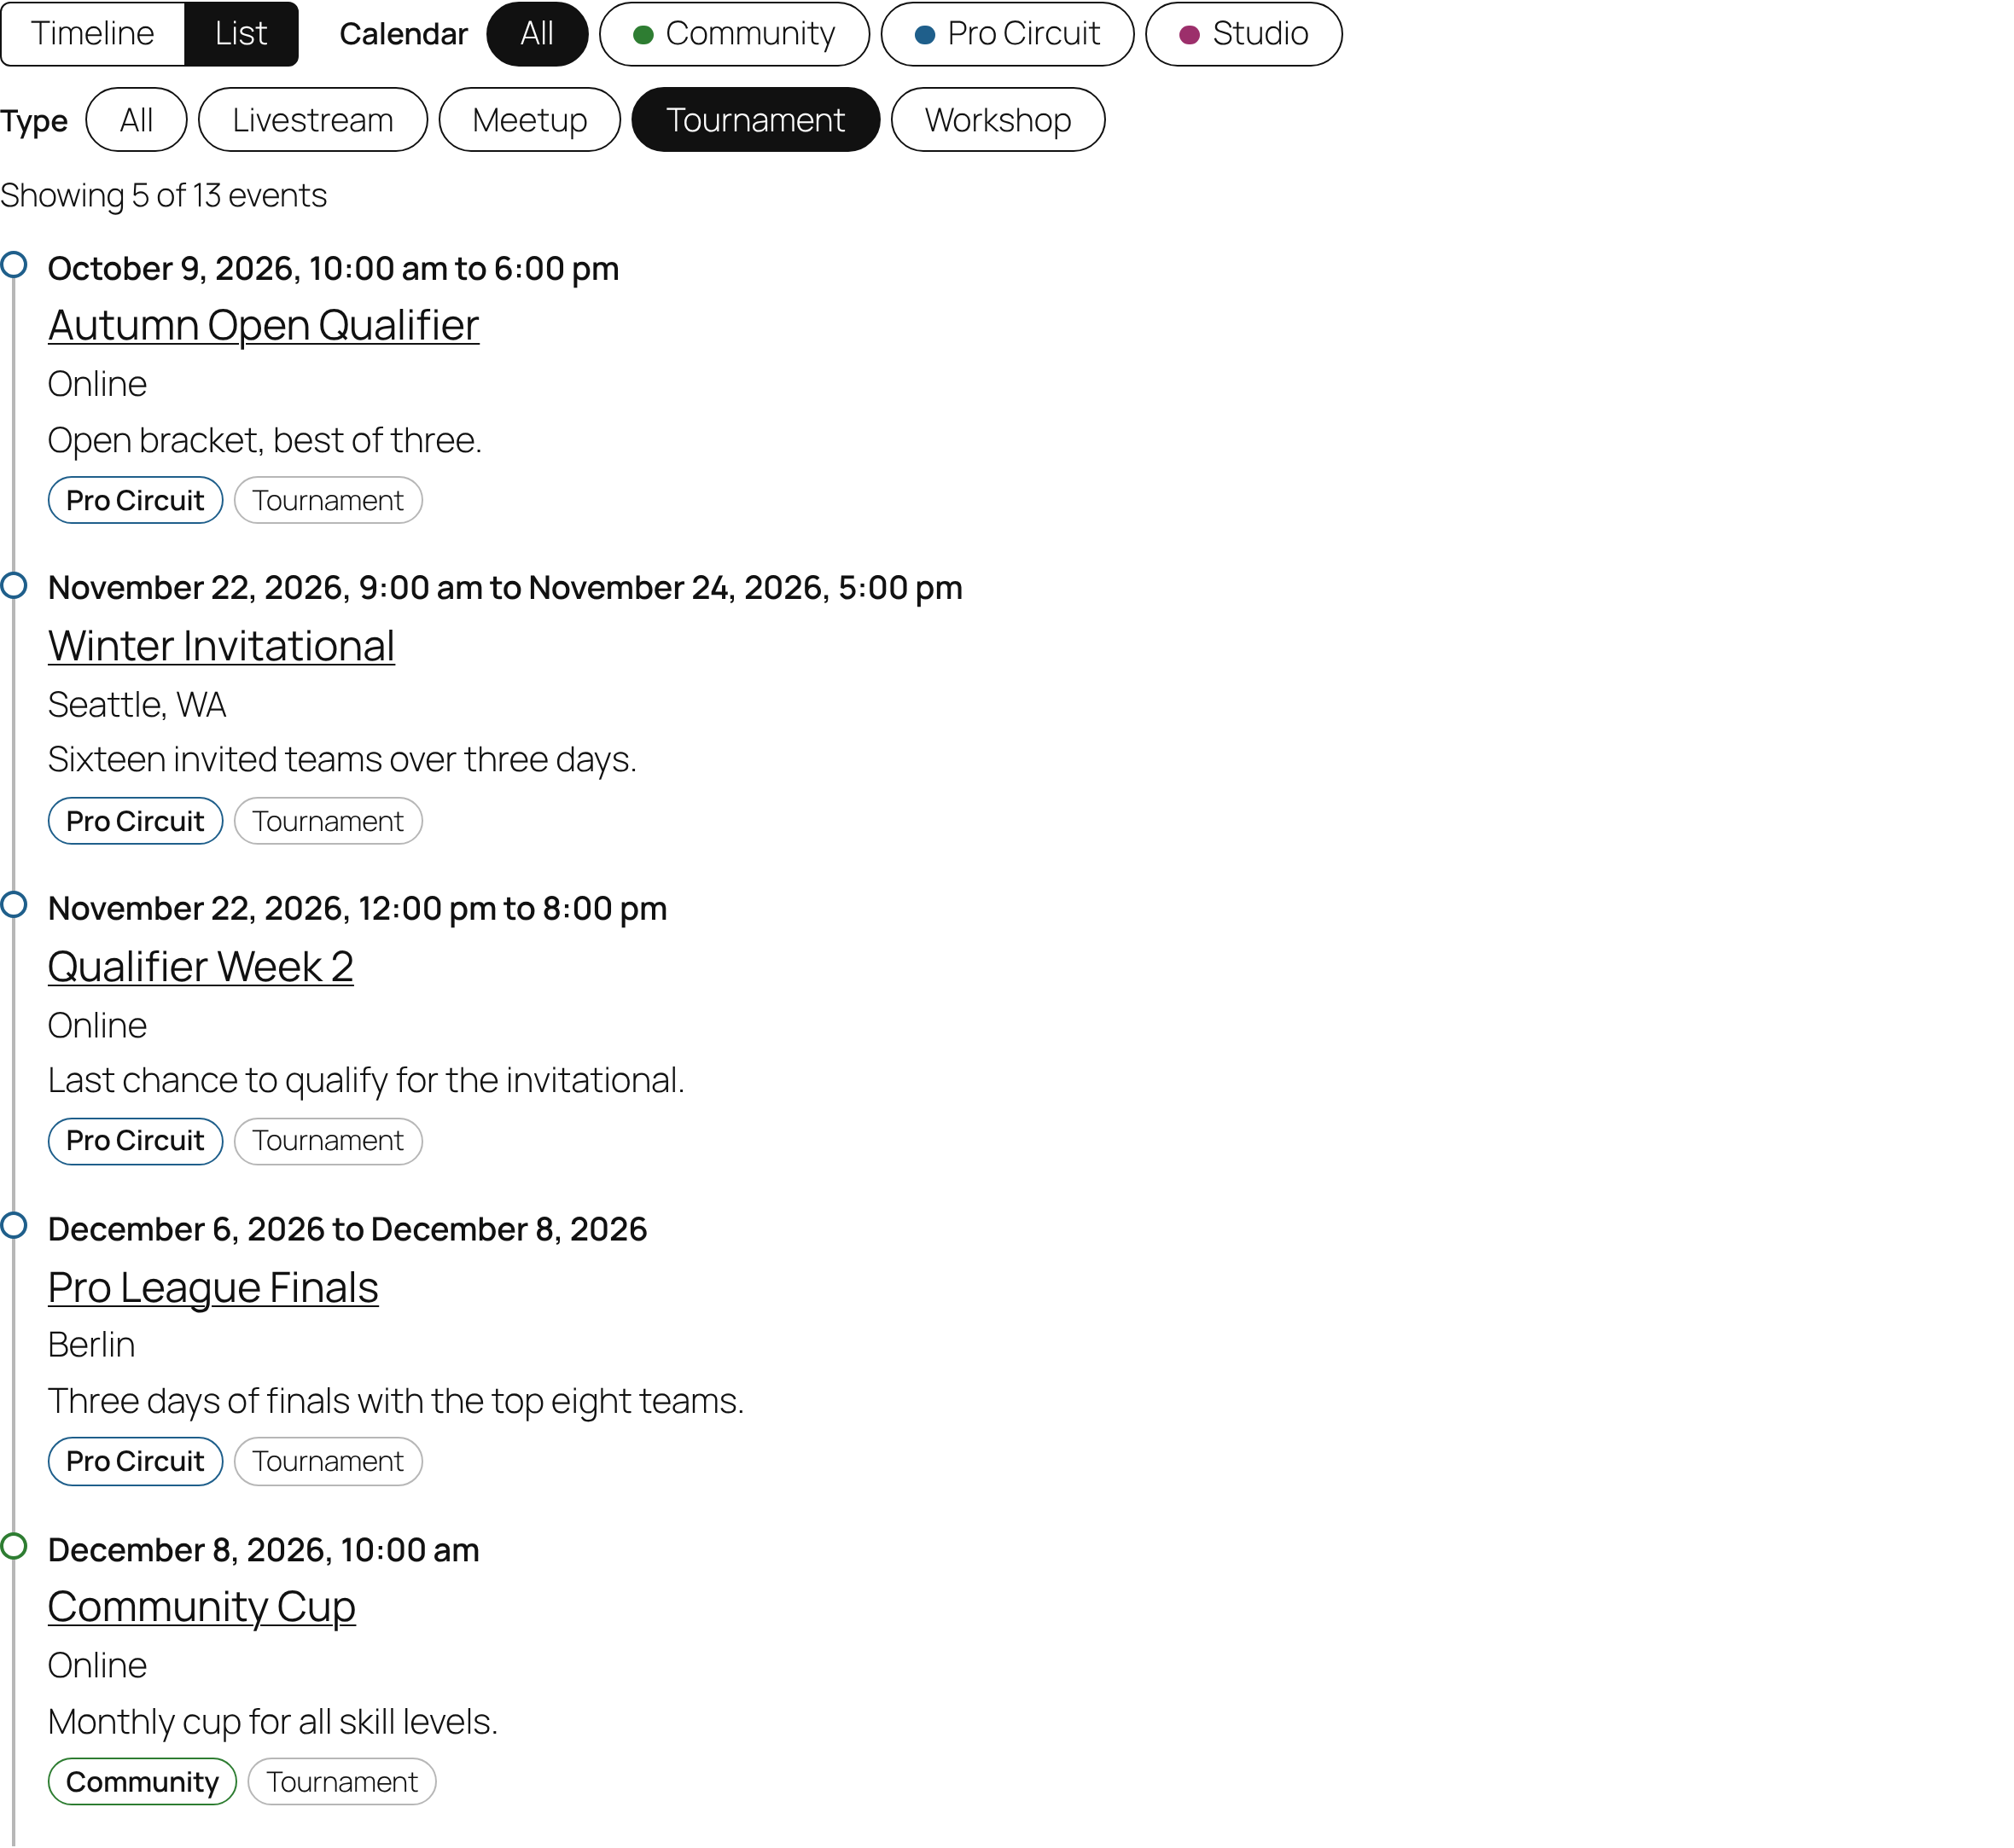 Timeline List Calendar All Community Pro Circuit Studio
Type All Livestream Meetup Tournament Workshop
Showing 5 of 13 events
October 9, 2026, 10:00 am to 6:00 pm
Autumn Open Qualifier
Online
Open bracket, best of three.
Pro Circuit Tournament
November 22, 2026, 9:00 am to November 24, 2026, 5:00 pm
Winter Invitational
Seattle, WA
Sixteen invited teams over three days.
Pro Circuit Tournament
November 22, 2026, 12:00 pm to 8:00 pm
Qualifier Week 2
Online
Last chance to qualify for the invitational.
Pro Circuit Tournament
December 6, 2026 to December 8, 2026
Pro League Finals
Berlin
Three days of finals with the top eight teams.
Pro Circuit Tournament
December 8, 2026, 10:00 am
Community Cup
Online
Monthly cup for all skill levels.
Community Tournament